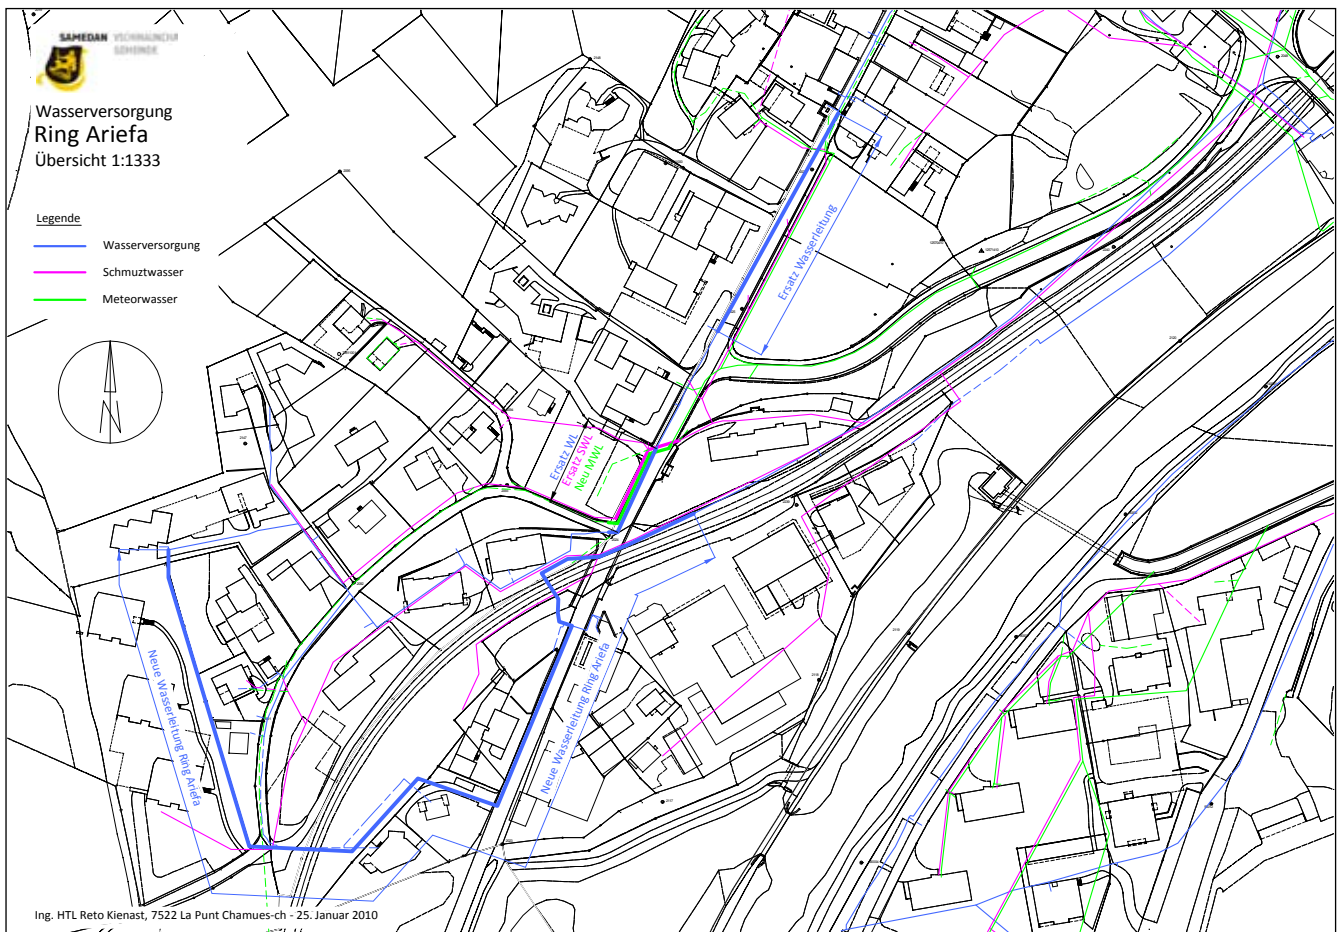 SAMEDAN VSCHINAUNCHA
GEMEINDE
Wasserversorgung
Ring Ariefa
Übersicht 1:1333
Legende
Wasserversorgung
Schmuztwasser
Meteorwasser
N
Ersatz Wasserleitung
Ersatz WL
Ersatz SWL
Neu MWL
Neue Wasserleitung Ring Ariefa
Neue Wasserleitung Ring Ariefa
Ing. HTL Reto Kienast, 7522 La Punt Chamues-ch - 25. Januar 2010